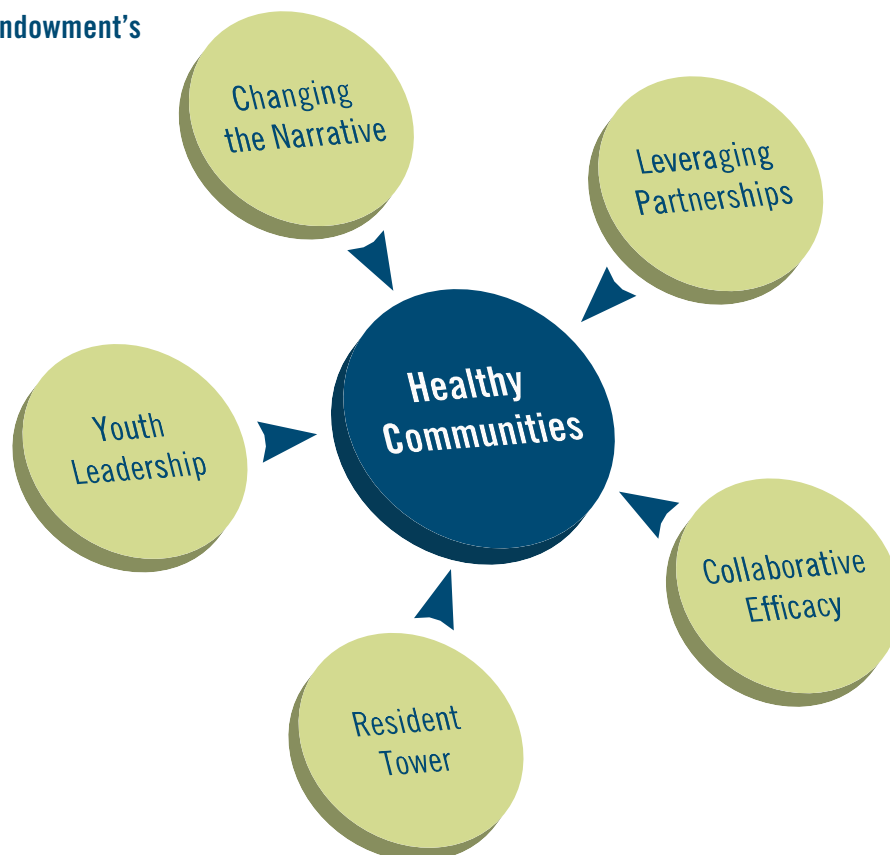 ndowment's
Changing
the Narrative
Leveraging
Partnerships
Healthy
Communities
Youth
Leadership
Collaborative
Efficacy
Resident
Tower